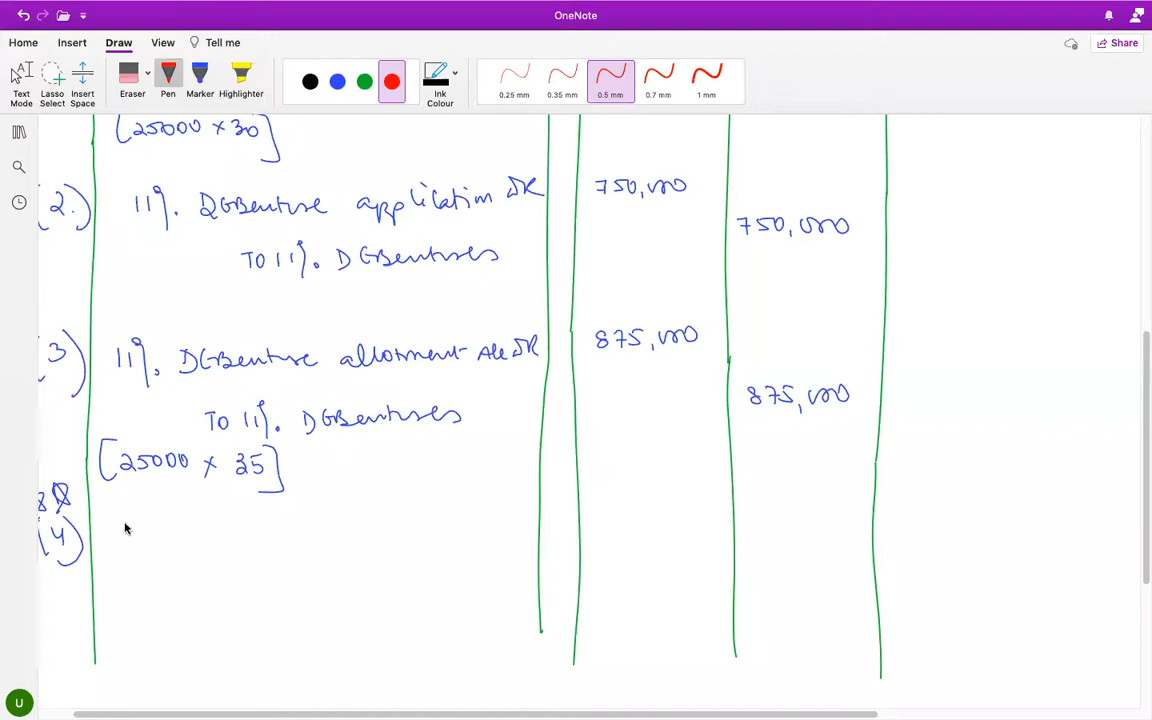 OneNote
Home Insert Draw View Tell me
Share
Text Mode
Lasso Select
Insert Space
Eraser
Pen
Marker
Highlighter
Ink Colour
0.25 mm 0.35 mm 0.5 mm 0.7 mm 1 mm
[25000 × 30]
(2.) 11%. DEBenture application DR 750,000
750,000
TO 11%. DEBentures
(3) 11%. DEBenture allotment A/c DR 875,000
875,000
TO 11%. DEBentures
[25000 × 35]
(4)
U